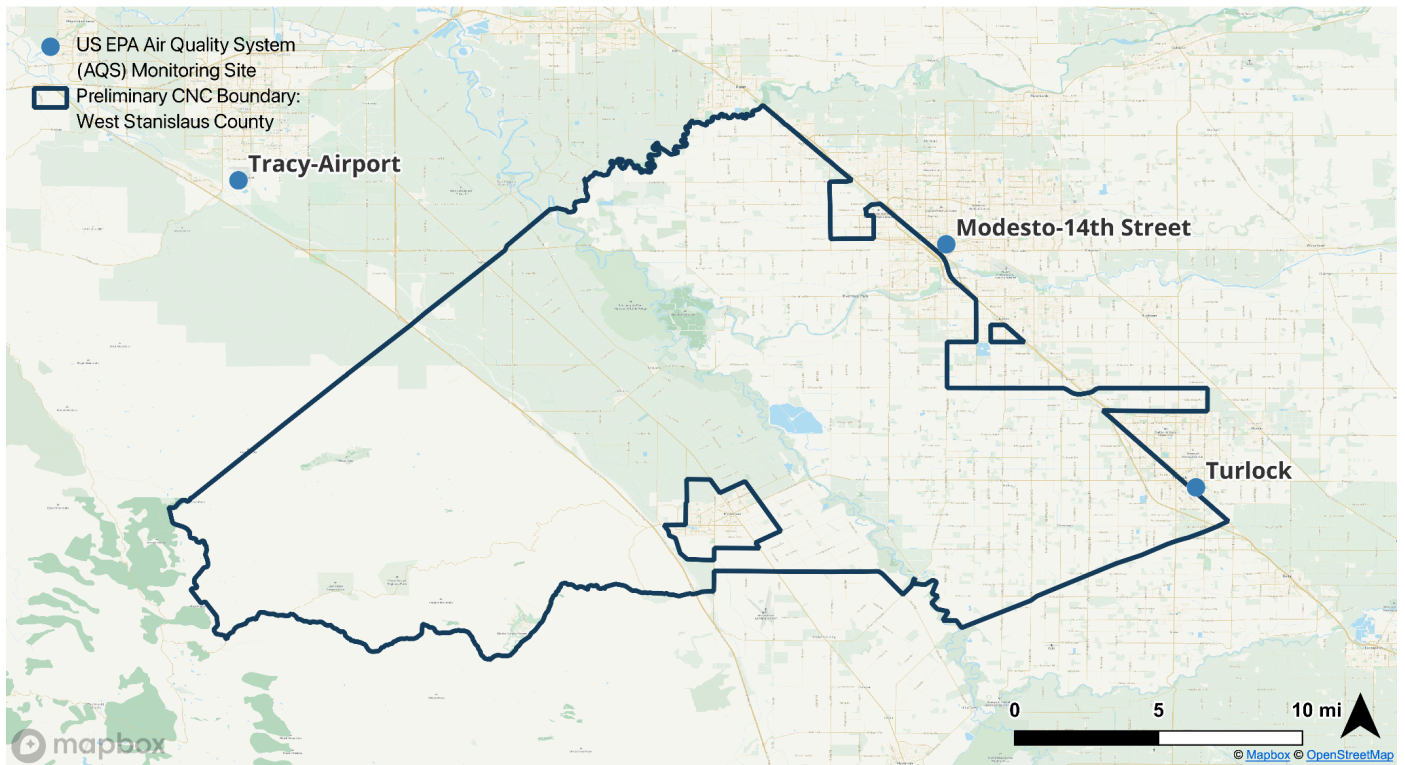 US EPA Air Quality System
(AQS) Monitoring Site
Preliminary CNC Boundary:
West Stanislaus County
Tracy-Airport
Modesto-14th Street
Turlock
0 5 10 mi
mapbox
© Mapbox © OpenStreetMap